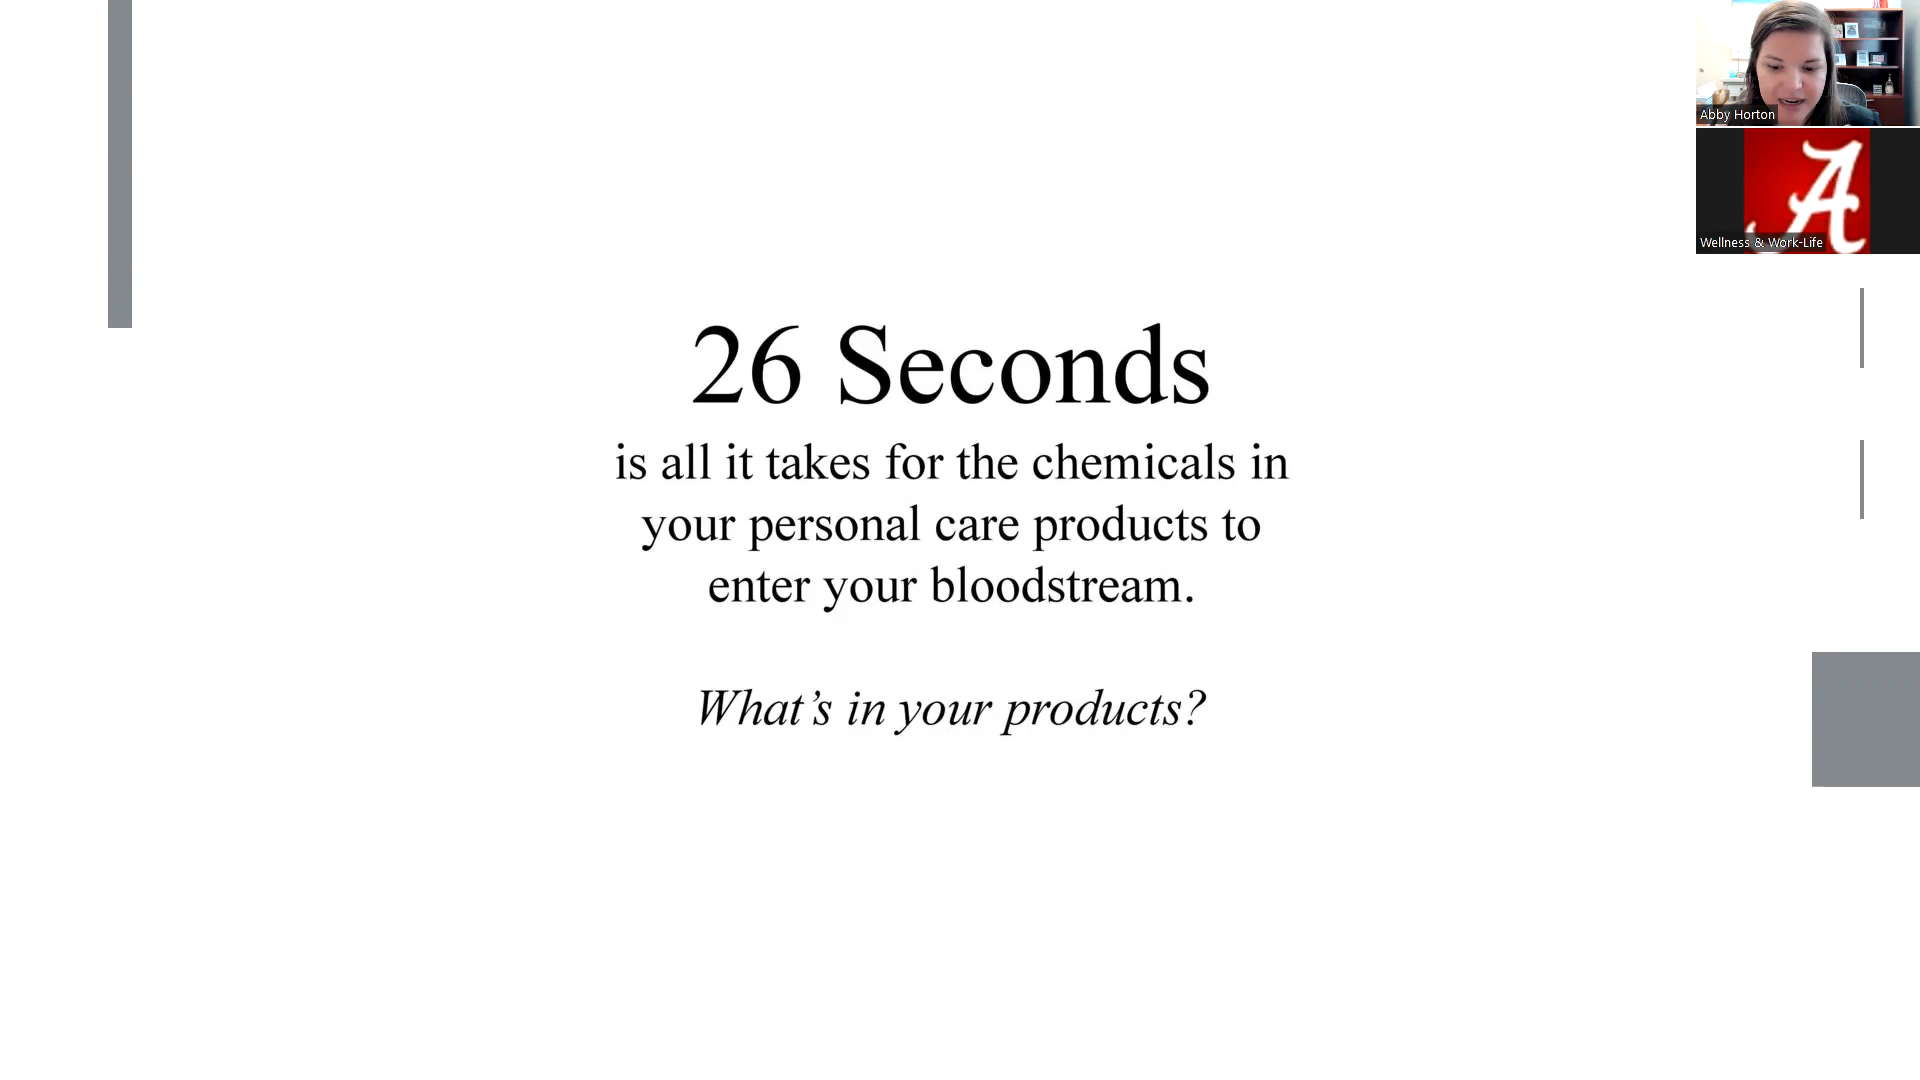 26 Seconds
is all it takes for the chemicals in
your personal care products to
enter your bloodstream.
What’s in your products?
Abby Horton
A
Wellness & Work-Life